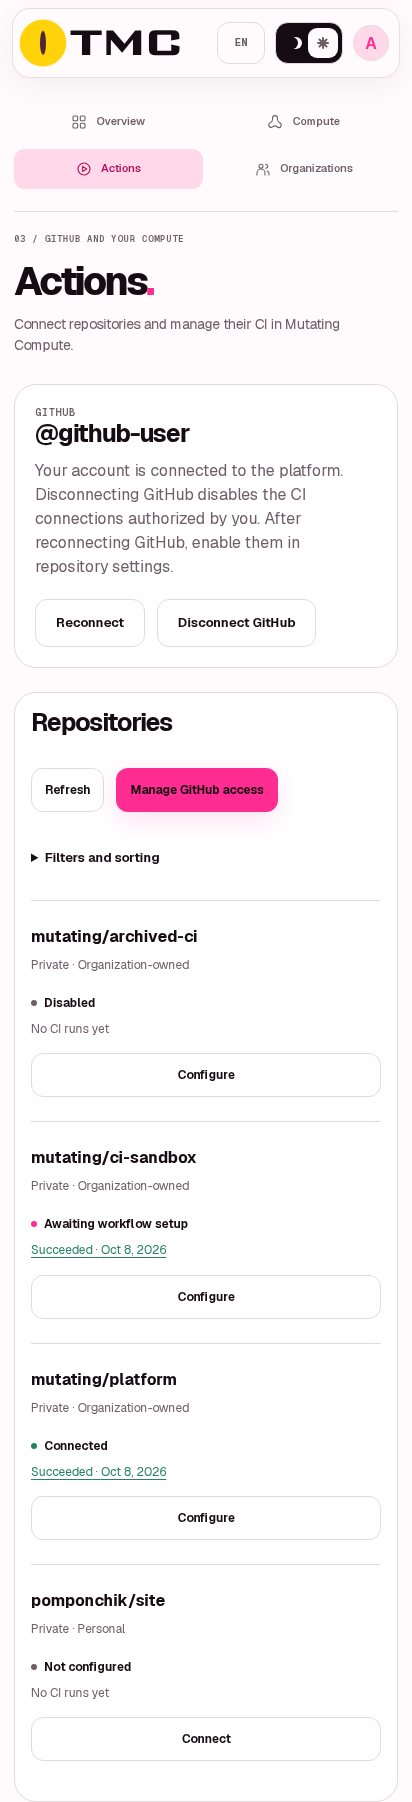 TMC
EN
A
Overview
Compute
Actions
Organizations
03 / GITHUB AND YOUR COMPUTE
Actions.
Connect repositories and manage their CI in Mutating
Compute.
GITHUB
@github-user
Your account is connected to the platform.
Disconnecting GitHub disables the CI
connections authorized by you. After
reconnecting GitHub, enable them in
repository settings.
Reconnect
Disconnect GitHub
Repositories
Refresh
Manage GitHub access
Filters and sorting
mutating/archived-ci
Private · Organization-owned
Disabled
No CI runs yet
Configure
mutating/ci-sandbox
Private · Organization-owned
Awaiting workflow setup
Succeeded · Oct 8, 2026
Configure
mutating/platform
Private · Organization-owned
Connected
Succeeded · Oct 8, 2026
Configure
pomponchik/site
Private · Personal
Not configured
No CI runs yet
Connect